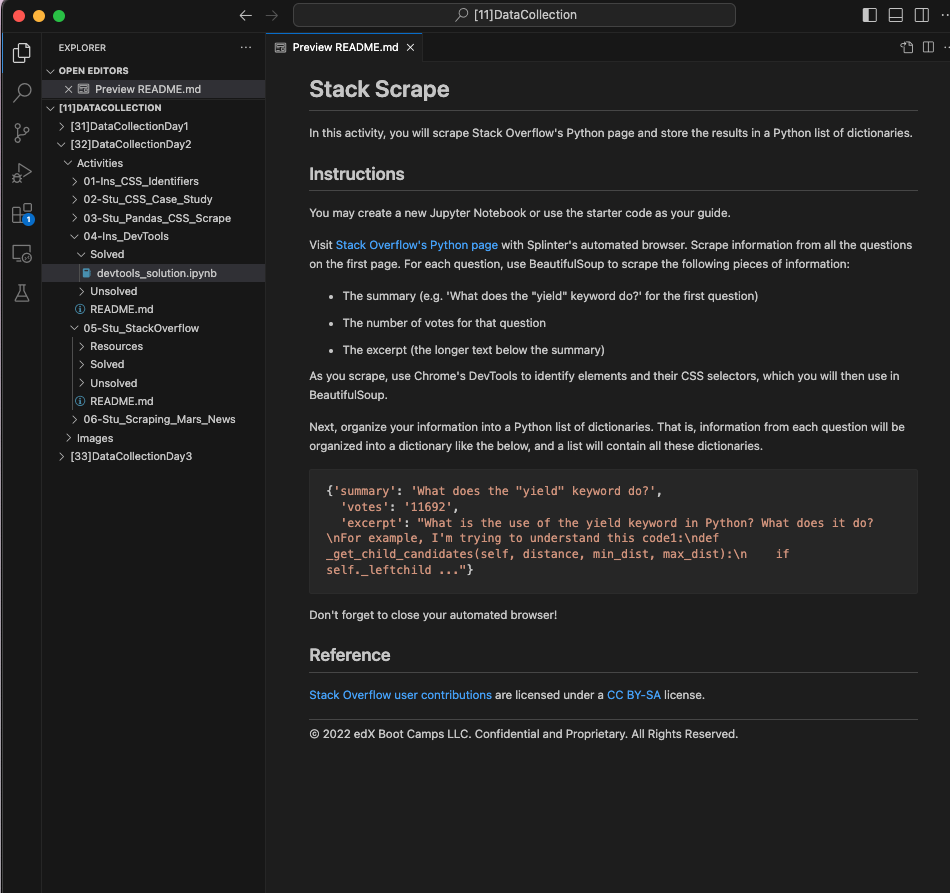 [11]DataCollection
EXPLORER
OPEN EDITORS
Preview README.md
[11]DATACOLLECTION
[31]DataCollectionDay1
[32]DataCollectionDay2
Activities
01-Ins_CSS_Identifiers
02-Stu_CSS_Case_Study
03-Stu_Pandas_CSS_Scrape
04-Ins_DevTools
Solved
devtools_solution.ipynb
Unsolved
README.md
05-Stu_StackOverflow
Resources
Solved
Unsolved
README.md
06-Stu_Scraping_Mars_News
Images
[33]DataCollectionDay3
1
Preview README.md
Stack Scrape
In this activity, you will scrape Stack Overflow's Python page and store the results in a Python list of dictionaries.
Instructions
You may create a new Jupyter Notebook or use the starter code as your guide.
Visit Stack Overflow's Python page with Splinter's automated browser. Scrape information from all the questions
on the first page. For each question, use BeautifulSoup to scrape the following pieces of information:
• The summary (e.g. 'What does the "yield" keyword do?' for the first question)
• The number of votes for that question
• The excerpt (the longer text below the summary)
As you scrape, use Chrome's DevTools to identify elements and their CSS selectors, which you will then use in
BeautifulSoup.
Next, organize your information into a Python list of dictionaries. That is, information from each question will be
organized into a dictionary like the below, and a list will contain all these dictionaries.
{'summary': 'What does the "yield" keyword do?',
'votes': '11692',
'excerpt': "What is the use of the yield keyword in Python? What does it do?
\nFor example, I'm trying to understand this code1:\ndef
_get_child_candidates(self, distance, min_dist, max_dist):\n    if
self._leftchild ..."}
Don't forget to close your automated browser!
Reference
Stack Overflow user contributions are licensed under a CC BY-SA license.
© 2022 edX Boot Camps LLC. Confidential and Proprietary. All Rights Reserved.